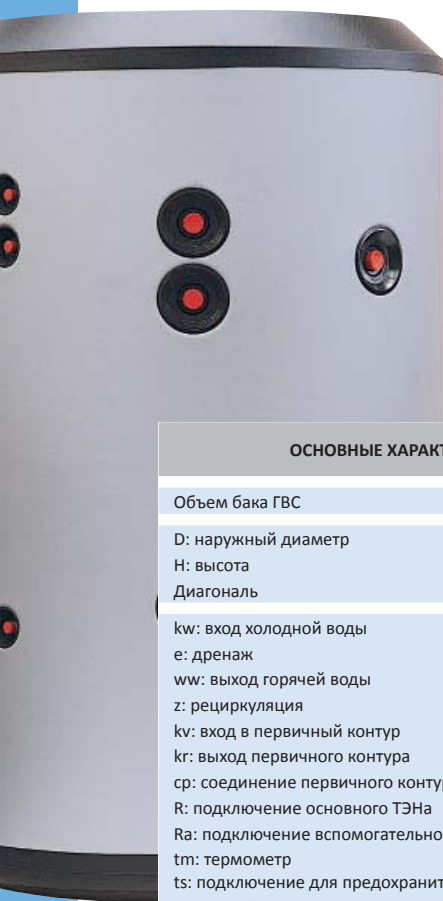 ОСНОВНЫЕ ХАРАКТ
Объем бака ГВС
D: наружный диаметр
H: высота
Диагональ
kw: вход холодной воды
e: дренаж
ww: выход горячей воды
z: рециркуляция
kv: вход в первичный контур
kr: выход первичного контура
cp: соединение первичного контур
R: подключение основного ТЭНа
Ra: подключение вспомогательно
tm: термометр
ts: подключение для предохранит